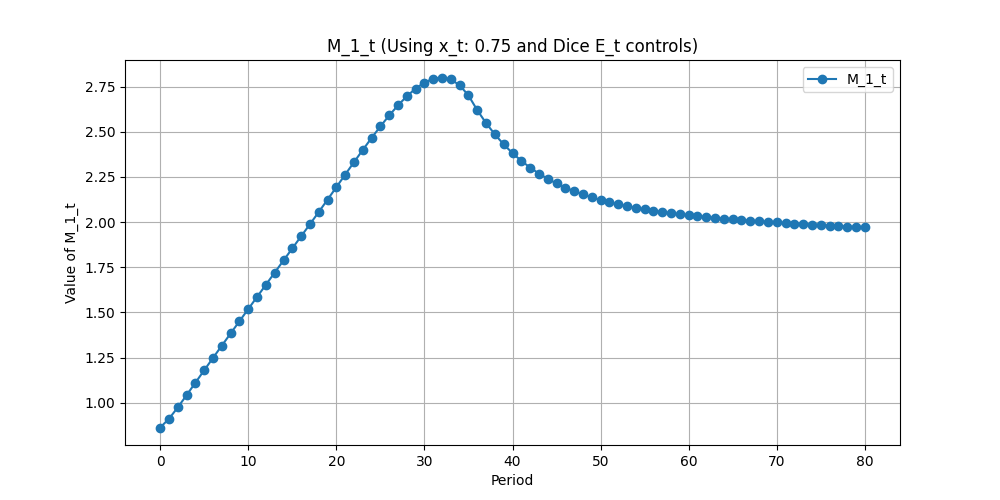 M_1_t (Using x_t: 0.75 and Dice E_t controls)
M_1_t
Value of M_1_t
2.75
2.50
2.25
2.00
1.75
1.50
1.25
1.00
0 10 20 30 40 50 60 70 80
Period